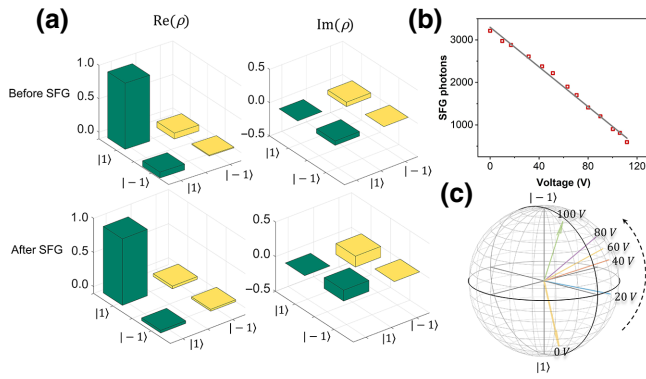 (a)
Re(ρ)
Im(ρ)
Before SFG
1.0
0.5
0.0
|1⟩
|−1⟩
|1⟩
|−1⟩
0.5
0.0
−0.5
|1⟩
|−1⟩
|1⟩
|−1⟩
After SFG
1.0
0.5
0.0
|1⟩
|−1⟩
|1⟩
|−1⟩
0.5
0.0
−0.5
|1⟩
|−1⟩
|1⟩
|−1⟩
(b)
SFG photons
3000
2000
1000
0
40
80
120
Voltage (V)
(c)
|−1⟩
100 V
80 V
60 V
40 V
20 V
0 V
|1⟩